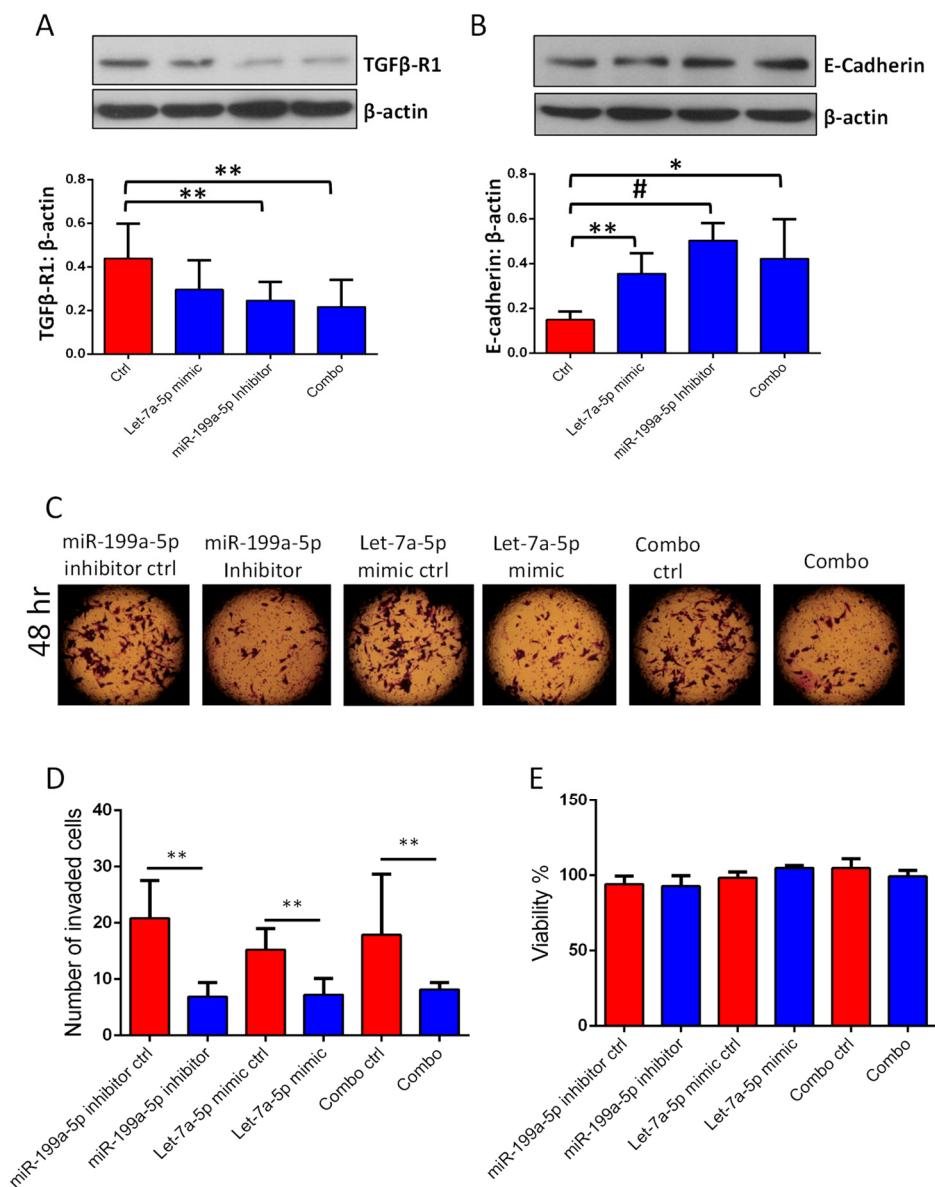 A
TGFβ-R1
β-actin
**
**
0.8
0.6
0.4
0.2
0.0
TGFβ-R1: β-actin
Ctrl
Let-7a-5p mimic
miR-199a-5p Inhibitor
Combo
B
E-Cadherin
β-actin
*
#
**
0.8
0.6
0.4
0.2
0.0
E-cadherin: β-actin
Ctrl
Let-7a-5p mimic
miR-199a-5p Inhibitor
Combo
C
miR-199a-5p
inhibitor ctrl
miR-199a-5p
Inhibitor
Let-7a-5p
mimic ctrl
Let-7a-5p
mimic
Combo
ctrl
Combo
48 hr
D
40
30
20
10
0
Number of invaded cells
**
**
**
miR-199a-5p inhibitor ctrl
miR-199a-5p inhibitor
Let-7a-5p mimic ctrl
Let-7a-5p mimic
Combo ctrl
Combo
E
150
100
50
0
Viability %
miR-199a-5p inhibitor ctrl
miR-199a-5p inhibitor
Let-7a-5p mimic ctrl
Let-7a-5p mimic
Combo ctrl
Combo